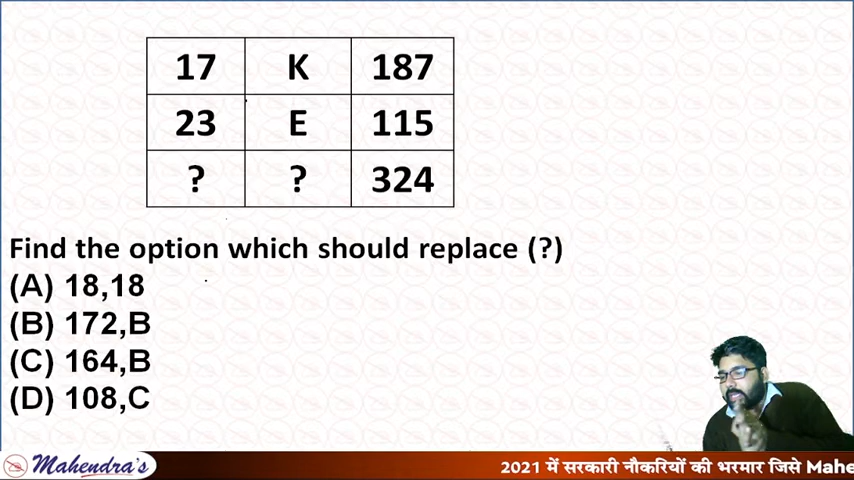 17 K 187
23 E 115
? ? 324
Find the option which should replace (?)
(A) 18,18
(B) 172,B
(C) 164,B
(D) 108,C
Mahendra's
2021 में सरकारी नौकरियों की भरमार जिसे Mahe